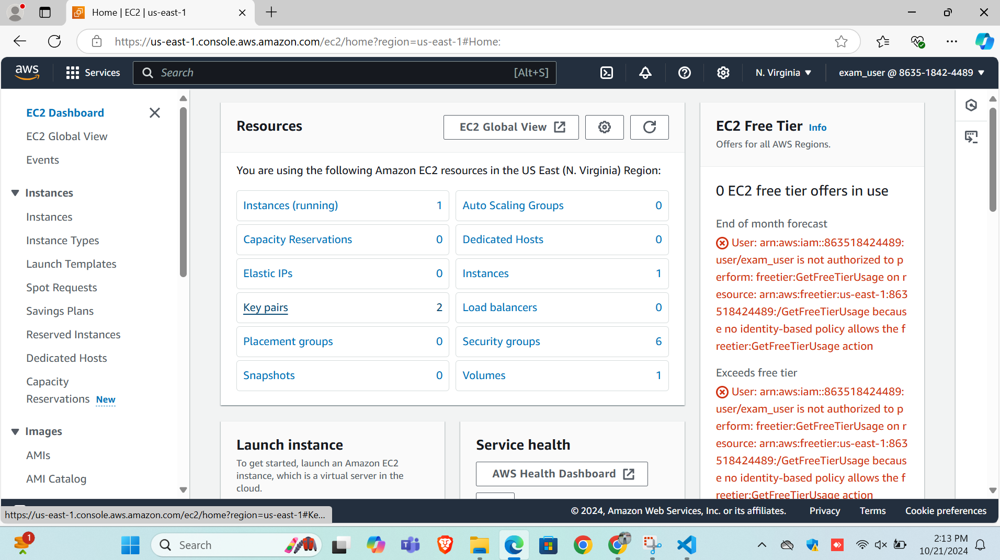 Home | EC2 | us-east-1
https://us-east-1.console.aws.amazon.com/ec2/home?region=us-east-1#Home:
aws
Services
Search
[Alt+S]
N. Virginia
exam_user @ 8635-1842-4489
EC2 Dashboard
EC2 Global View
Events
Instances
Instances
Instance Types
Launch Templates
Spot Requests
Savings Plans
Reserved Instances
Dedicated Hosts
Capacity
Reservations New
Images
AMIs
AMI Catalog
Resources
EC2 Global View
You are using the following Amazon EC2 resources in the US East (N. Virginia) Region:
Instances (running) 1
Auto Scaling Groups 0
Capacity Reservations 0
Dedicated Hosts 0
Elastic IPs 0
Instances 1
Key pairs 2
Load balancers 0
Placement groups 0
Security groups 6
Snapshots 0
Volumes 1
Launch instance
To get started, launch an Amazon EC2
instance, which is a virtual server in the
cloud.
Service health
AWS Health Dashboard
EC2 Free Tier Info
Offers for all AWS Regions.
0 EC2 free tier offers in use
End of month forecast
User: arn:aws:iam::863518424489:
user/exam_user is not authorized to p
erform: freetier:GetFreeTierUsage on r
esource: arn:aws:freetier:us-east-1:863
518424489:/GetFreeTierUsage becaus
e no identity-based policy allows the f
reetier:GetFreeTierUsage action
Exceeds free tier
User: arn:aws:iam::863518424489:
user/exam_user is not authorized to p
erform: freetier:GetFreeTierUsage on r
esource: arn:aws:freetier:us-east-1:863
518424489:/GetFreeTierUsage becaus
e no identity-based policy allows the f
reetier:GetFreeTierUsage action
https://us-east-1.console.aws.amazon.com/ec2/home?region=us-east-1#Ke...
© 2024, Amazon Web Services, Inc. or its affiliates.
Privacy
Terms
Cookie preferences
1
Search
2:13 PM
10/21/2024